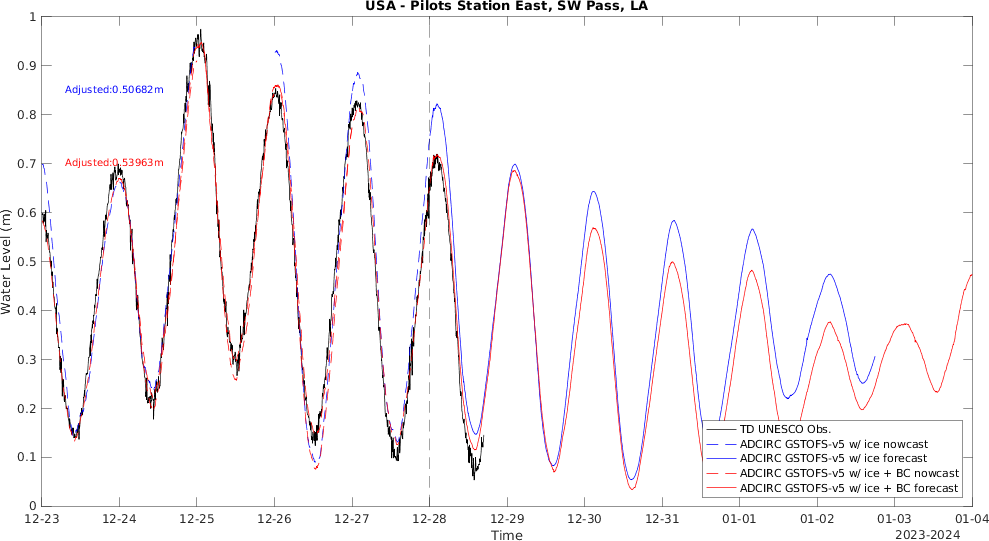 USA - Pilots Station East, SW Pass, LA
1
0.9
0.8
0.7
0.6
0.5
0.4
0.3
0.2
0.1
0
Water Level (m)
Adjusted:0.50682m
Adjusted:0.53963m
TD UNESCO Obs.
ADCIRC GSTOFS-v5 w/ ice nowcast
ADCIRC GSTOFS-v5 w/ ice forecast
ADCIRC GSTOFS-v5 w/ ice + BC nowcast
ADCIRC GSTOFS-v5 w/ ice + BC forecast
12-23 12-24 12-25 12-26 12-27 12-28 12-29 12-30 12-31 01-01 01-02 01-03 01-04
Time
2023-2024